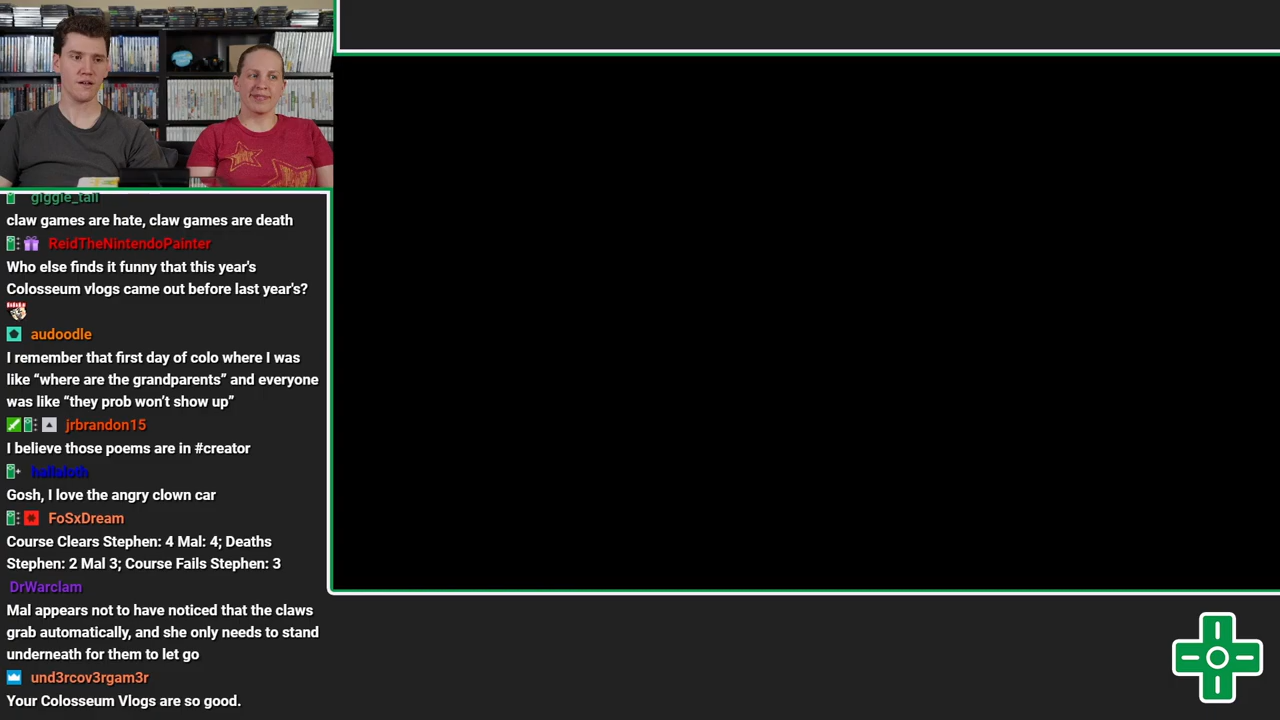 giggle_tail
claw games are hate, claw games are death
ReidTheNintendoPainter
Who else finds it funny that this year's
Colosseum vlogs came out before last year's?
audoodle
I remember that first day of colo where I was
like “where are the grandparents” and everyone
was like “they prob won’t show up”
jrbrandon15
I believe those poems are in #creator
hallaloth
Gosh, I love the angry clown car
FoSxDream
Course Clears Stephen: 4 Mal: 4; Deaths
Stephen: 2 Mal 3; Course Fails Stephen: 3
DrWarclam
Mal appears not to have noticed that the claws
grab automatically, and she only needs to stand
underneath for them to let go
und3rcov3rgam3r
Your Colosseum Vlogs are so good.